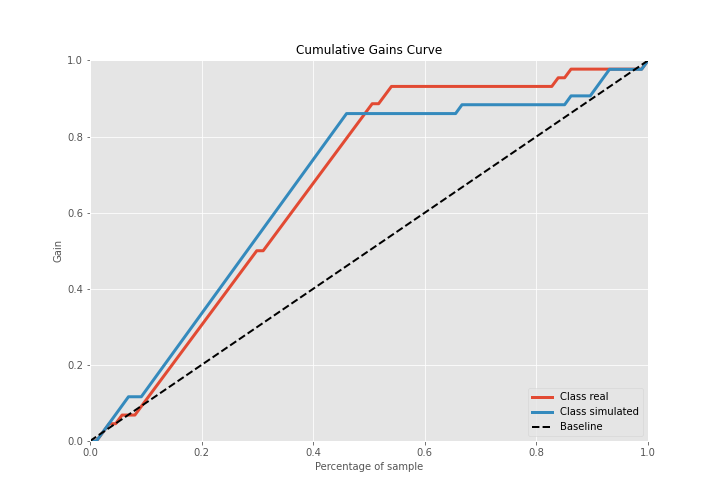 Cumulative Gains Curve
1.0
0.8
0.6
0.4
0.2
0.0
Gain
0.0 0.2 0.4 0.6 0.8 1.0
Percentage of sample
Class real
Class simulated
Baseline